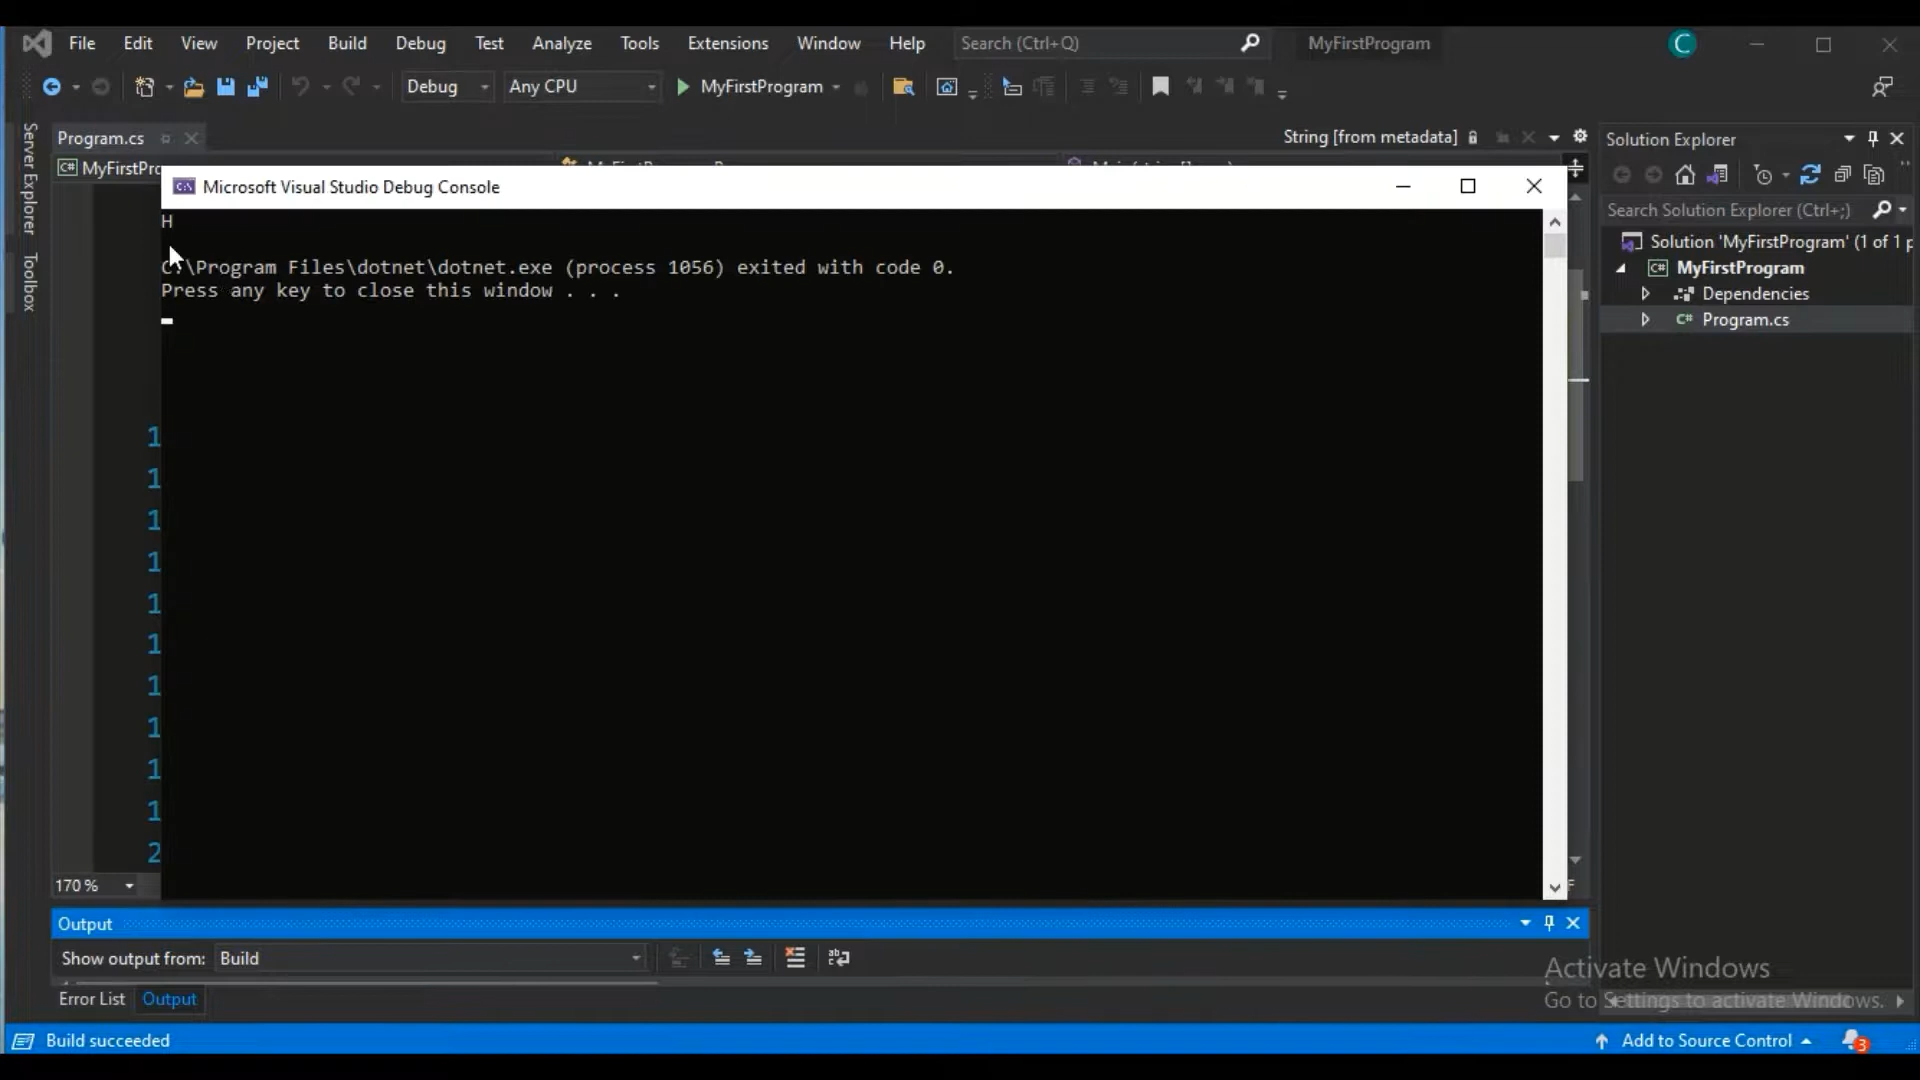 File Edit View Project Build Debug Test Analyze Tools Extensions Window Help Search (Ctrl+Q) MyFirstProgram C
Debug Any CPU MyFirstProgram
Server Explorer
Toolbox
Program.cs String [from metadata]
C# MyFirstPro
Microsoft Visual Studio Debug Console
H
C:\Program Files\dotnet\dotnet.exe (process 1056) exited with code 0.
Press any key to close this window . . .
1
1
1
1
1
1
1
1
1
1
2
170 %
Solution Explorer
Search Solution Explorer (Ctrl+;)
Solution 'MyFirstProgram' (1 of 1 p
C# MyFirstProgram
Dependencies
C# Program.cs
Output
Show output from: Build
Error List Output
Activate Windows
Go to Settings to activate Windows.
Build succeeded Add to Source Control 3